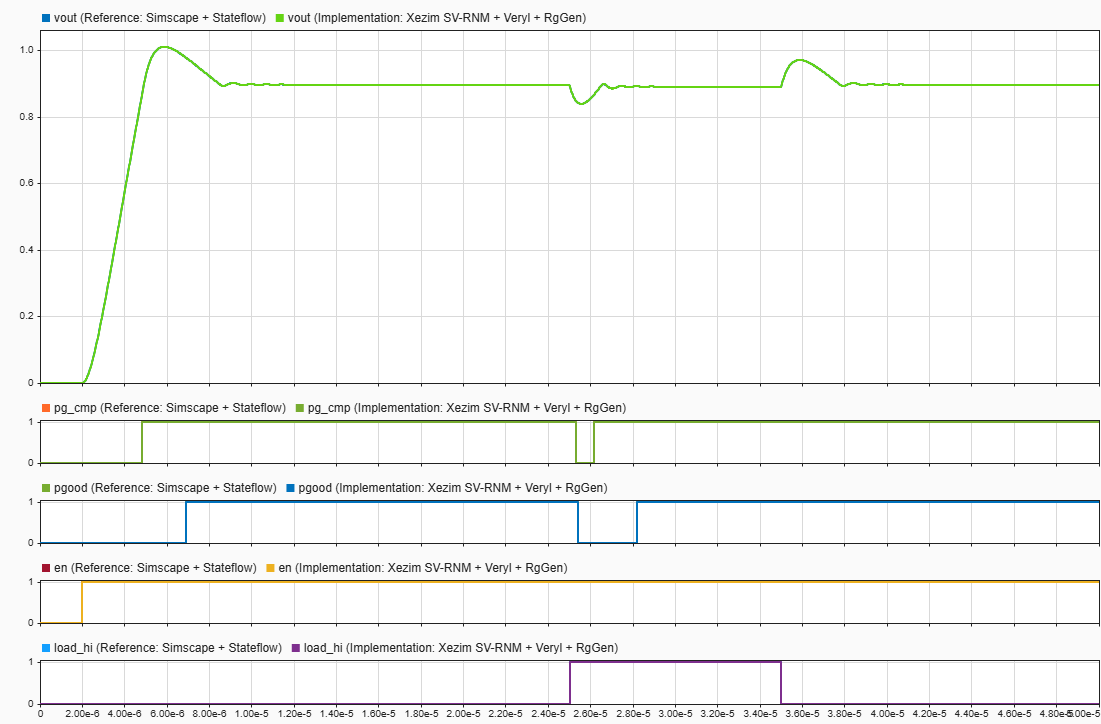 vout (Reference: Simscape + Stateflow) vout (Implementation: Xezim SV-RNM + Veryl + RgGen)
1.0
0.8
0.6
0.4
0.2
0
pg_cmp (Reference: Simscape + Stateflow) pg_cmp (Implementation: Xezim SV-RNM + Veryl + RgGen)
1
0
pgood (Reference: Simscape + Stateflow) pgood (Implementation: Xezim SV-RNM + Veryl + RgGen)
1
0
en (Reference: Simscape + Stateflow) en (Implementation: Xezim SV-RNM + Veryl + RgGen)
1
0
load_hi (Reference: Simscape + Stateflow) load_hi (Implementation: Xezim SV-RNM + Veryl + RgGen)
1
0
0 2.00e-6 4.00e-6 6.00e-6 8.00e-6 1.00e-5 1.20e-5 1.40e-5 1.60e-5 1.80e-5 2.00e-5 2.20e-5 2.40e-5 2.60e-5 2.80e-5 3.00e-5 3.20e-5 3.40e-5 3.60e-5 3.80e-5 4.00e-5 4.20e-5 4.40e-5 4.60e-5 4.80e-5 5.00e-5